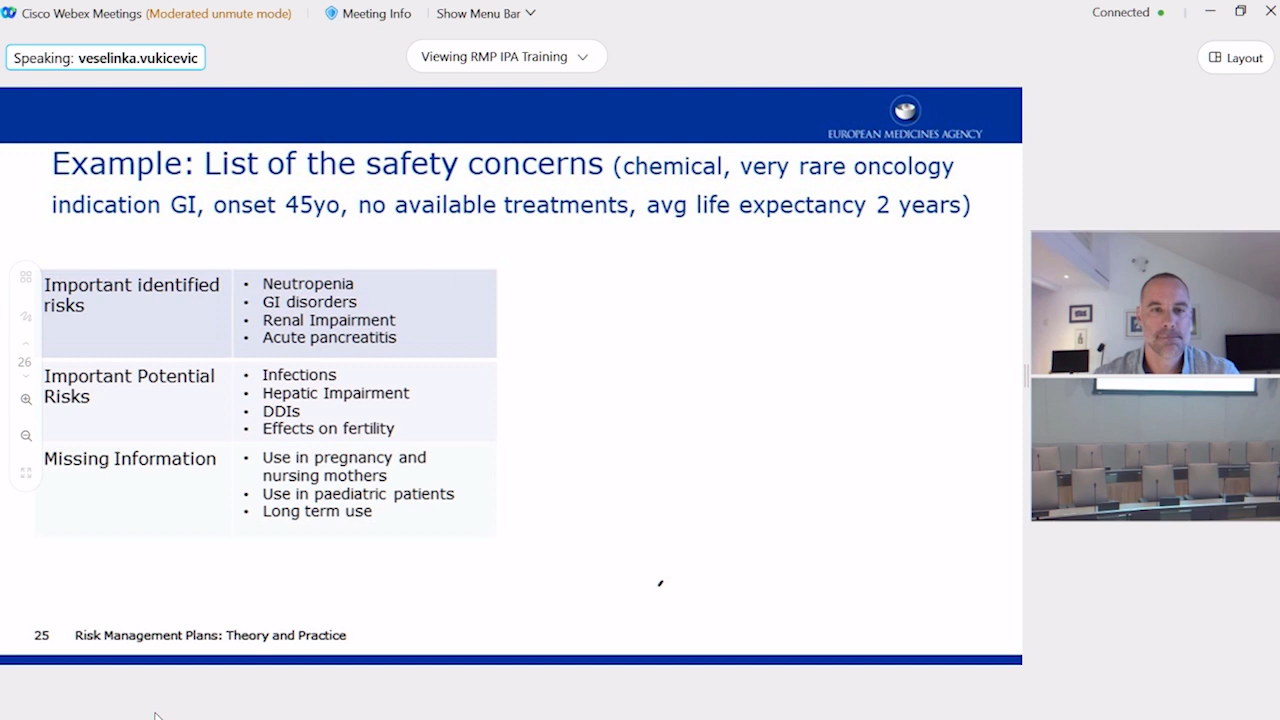 Cisco Webex Meetings (Moderated unmute mode) Meeting Info Show Menu Bar Connected
Speaking: veselinka.vukicevic
Viewing RMP IPA Training
Layout
EUROPEAN MEDICINES AGENCY
Example: List of the safety concerns (chemical, very rare oncology
indication GI, onset 45yo, no available treatments, avg life expectancy 2 years)
Important identified
risks
• Neutropenia
• GI disorders
• Renal Impairment
• Acute pancreatitis
26
Important Potential
Risks
• Infections
• Hepatic Impairment
• DDIs
• Effects on fertility
Missing Information
• Use in pregnancy and
nursing mothers
• Use in paediatric patients
• Long term use
25 Risk Management Plans: Theory and Practice